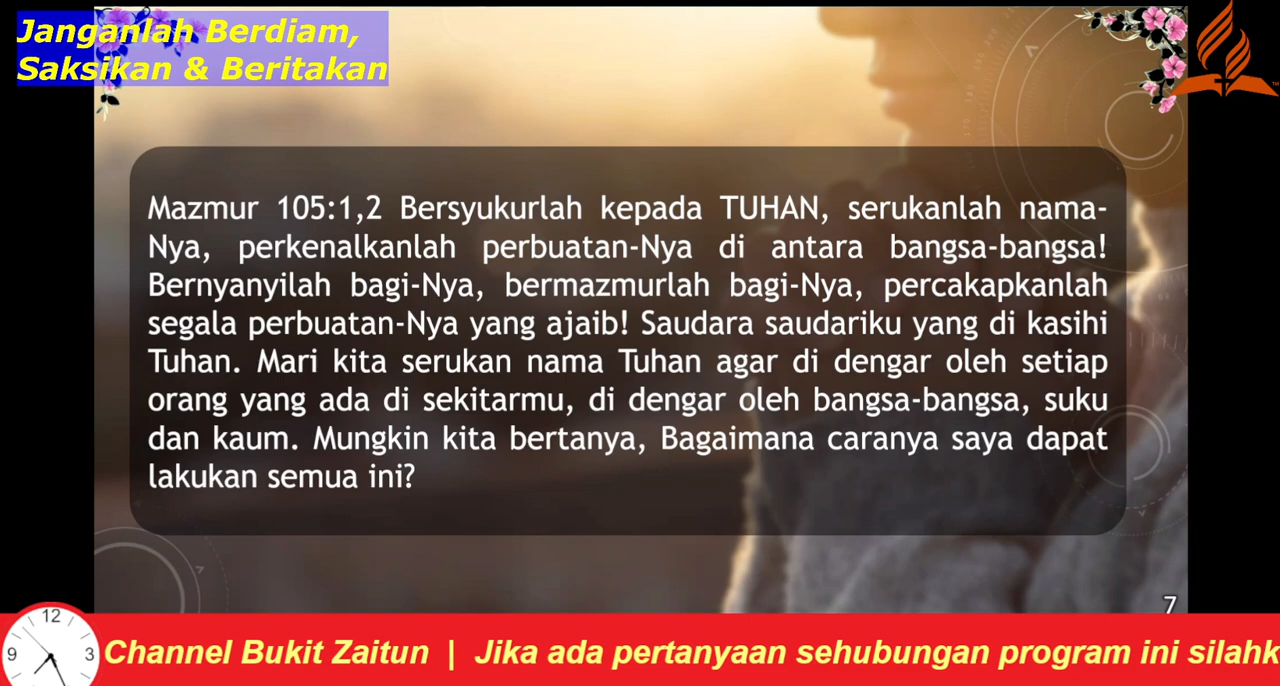 Janganlah Berdiam,
Saksikan & Beritakan
Mazmur 105:1,2 Bersyukurlah kepada TUHAN, serukanlah nama-
Nya, perkenalkanlah perbuatan-Nya di antara bangsa-bangsa!
Bernyanyilah bagi-Nya, bermazmurlah bagi-Nya, percakapkanlah
segala perbuatan-Nya yang ajaib! Saudara saudariku yang di kasihi
Tuhan. Mari kita serukan nama Tuhan agar di dengar oleh setiap
orang yang ada di sekitarmu, di dengar oleh bangsa-bangsa, suku
dan kaum. Mungkin kita bertanya, Bagaimana caranya saya dapat
lakukan semua ini?
7
12
9 3
Channel Bukit Zaitun | Jika ada pertanyaan sehubungan program ini silahk